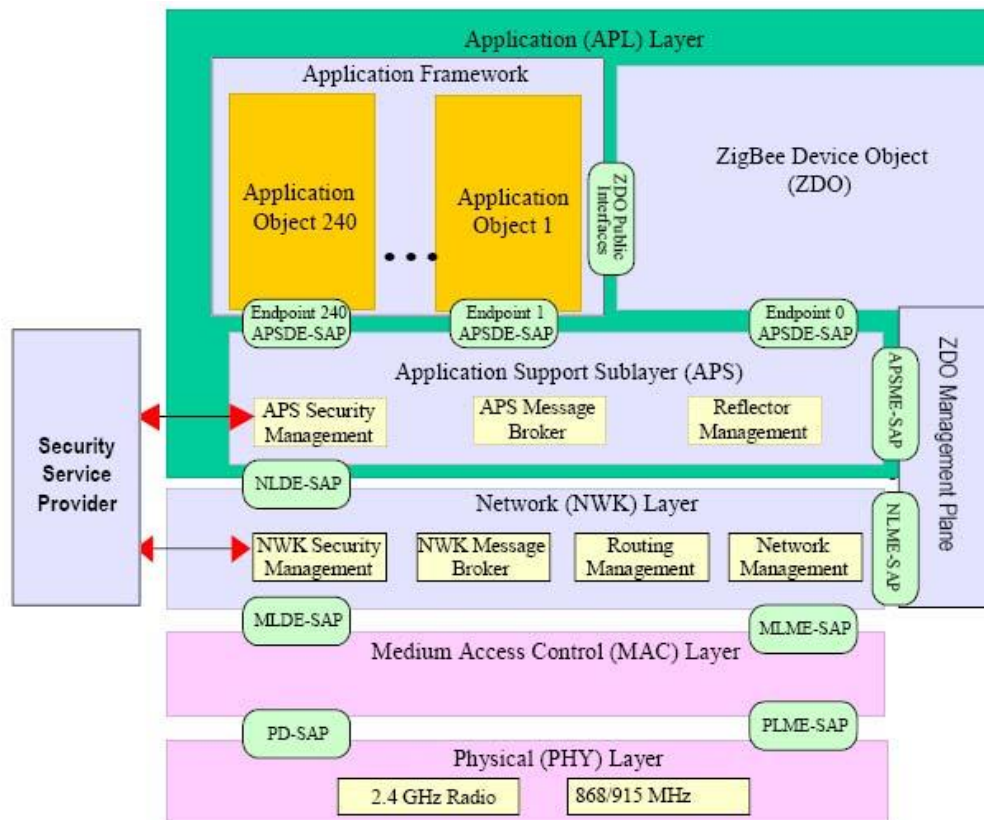 Application (APL) Layer
Application Framework
Application
Object 240
Application
Object 1
ZDO Public
Interfaces
ZigBee Device Object
(ZDO)
Endpoint 240
APSDE-SAP
Endpoint 1
APSDE-SAP
Endpoint 0
APSDE-SAP
Application Support Sublayer (APS)
APS Security
Management
APS Message
Broker
Reflector
Management
APSME-SAP
ZDO Management Plane
Security
Service
Provider
NLDE-SAP
Network (NWK) Layer
NWK Security
Management
NWK Message
Broker
Routing
Management
Network
Management
NLME-SAP
MLDE-SAP
MLME-SAP
Medium Access Control (MAC) Layer
PD-SAP
PLME-SAP
Physical (PHY) Layer
2.4 GHz Radio
868/915 MHz